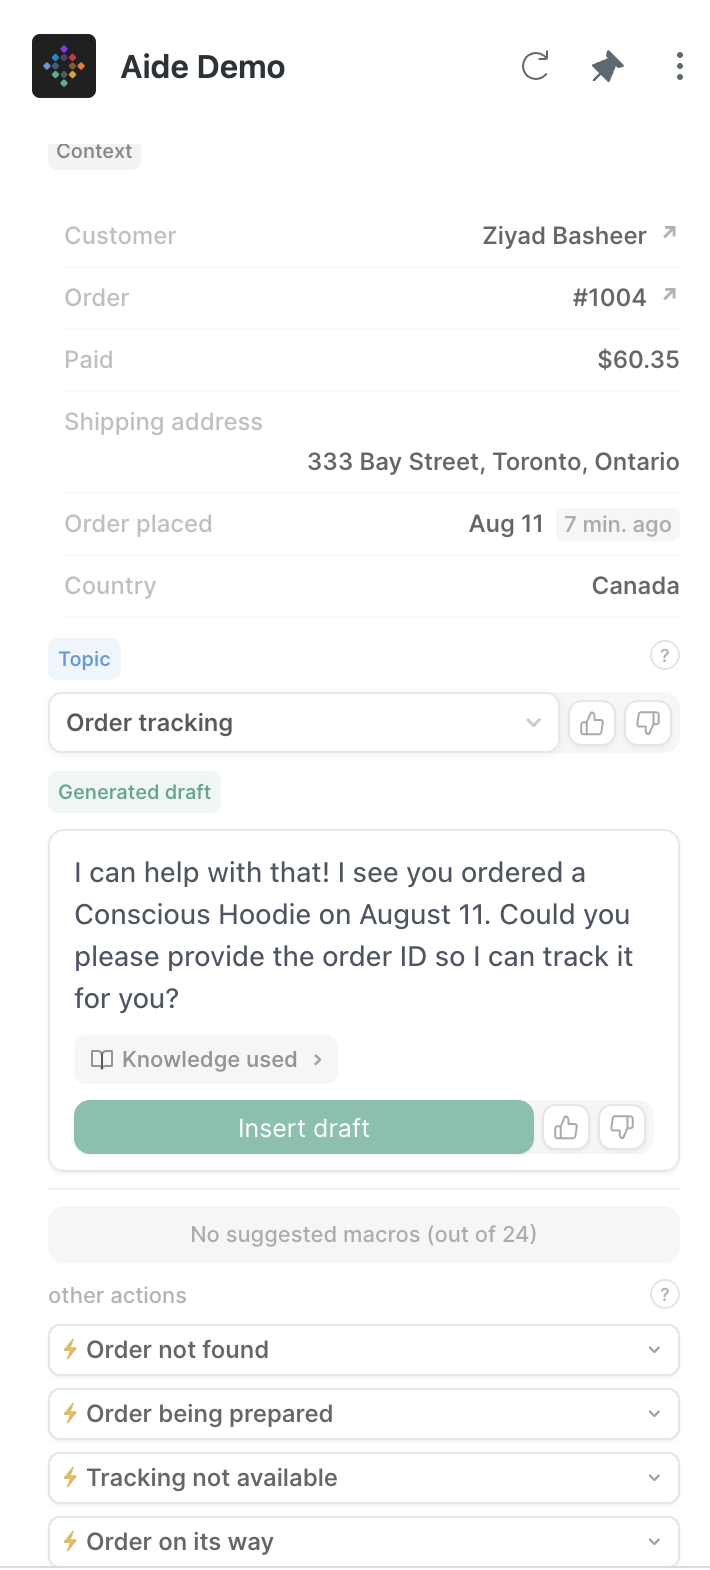 Aide Demo
Context
Customer Ziyad Basheer
Order #1004
Paid $60.35
Shipping address
333 Bay Street, Toronto, Ontario
Order placed Aug 11 7 min. ago
Country Canada
Topic ?
Order tracking
Generated draft
I can help with that! I see you ordered a
Conscious Hoodie on August 11. Could you
please provide the order ID so I can track it
for you?
Knowledge used
Insert draft
No suggested macros (out of 24)
other actions ?
Order not found
Order being prepared
Tracking not available
Order on its way